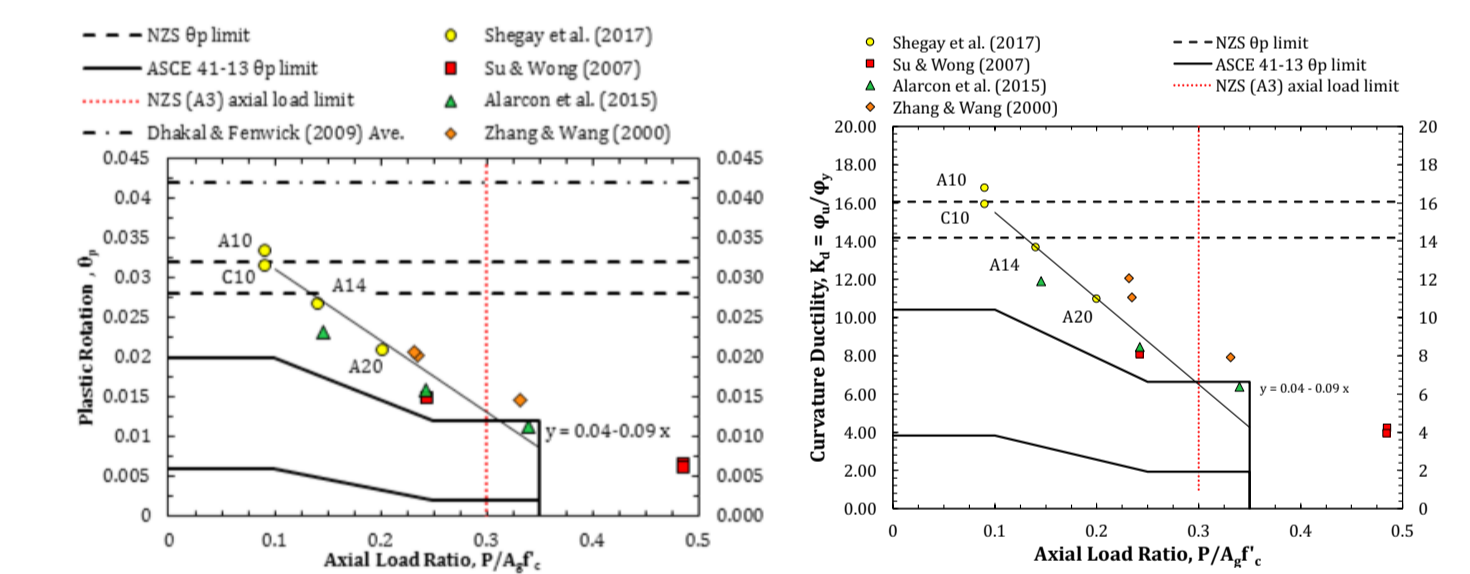 NZS θp limit
ASCE 41-13 θp limit
NZS (A3) axial load limit
Dhakal & Fenwick (2009) Ave.
Shegay et al. (2017)
Su & Wong (2007)
Alarcon et al. (2015)
Zhang & Wang (2000)
0.045
0.04
0.035
0.03
0.025
0.02
0.015
0.01
0.005
0
Plastic Rotation , θp
0.045
0.040
0.035
0.030
0.025
0.020
0.015
0.010
0.005
0.000
A10
C10
A14
A20
y = 0.04-0.09 x
0 0.1 0.2 0.3 0.4 0.5
Axial Load Ratio, P/Agf'c
Shegay et al. (2017)
Su & Wong (2007)
Alarcon et al. (2015)
Zhang & Wang (2000)
NZS θp limit
ASCE 41-13 θp limit
NZS (A3) axial load limit
20.00
18.00
16.00
14.00
12.00
10.00
8.00
6.00
4.00
2.00
0.00
Curvature Ductility, Kd = φu/φy
20
18
16
14
12
10
8
6
4
2
0
A10
C10
A14
A20
y = 0.04 - 0.09 x
0 0.1 0.2 0.3 0.4 0.5
Axial Load Ratio, P/Agf'c